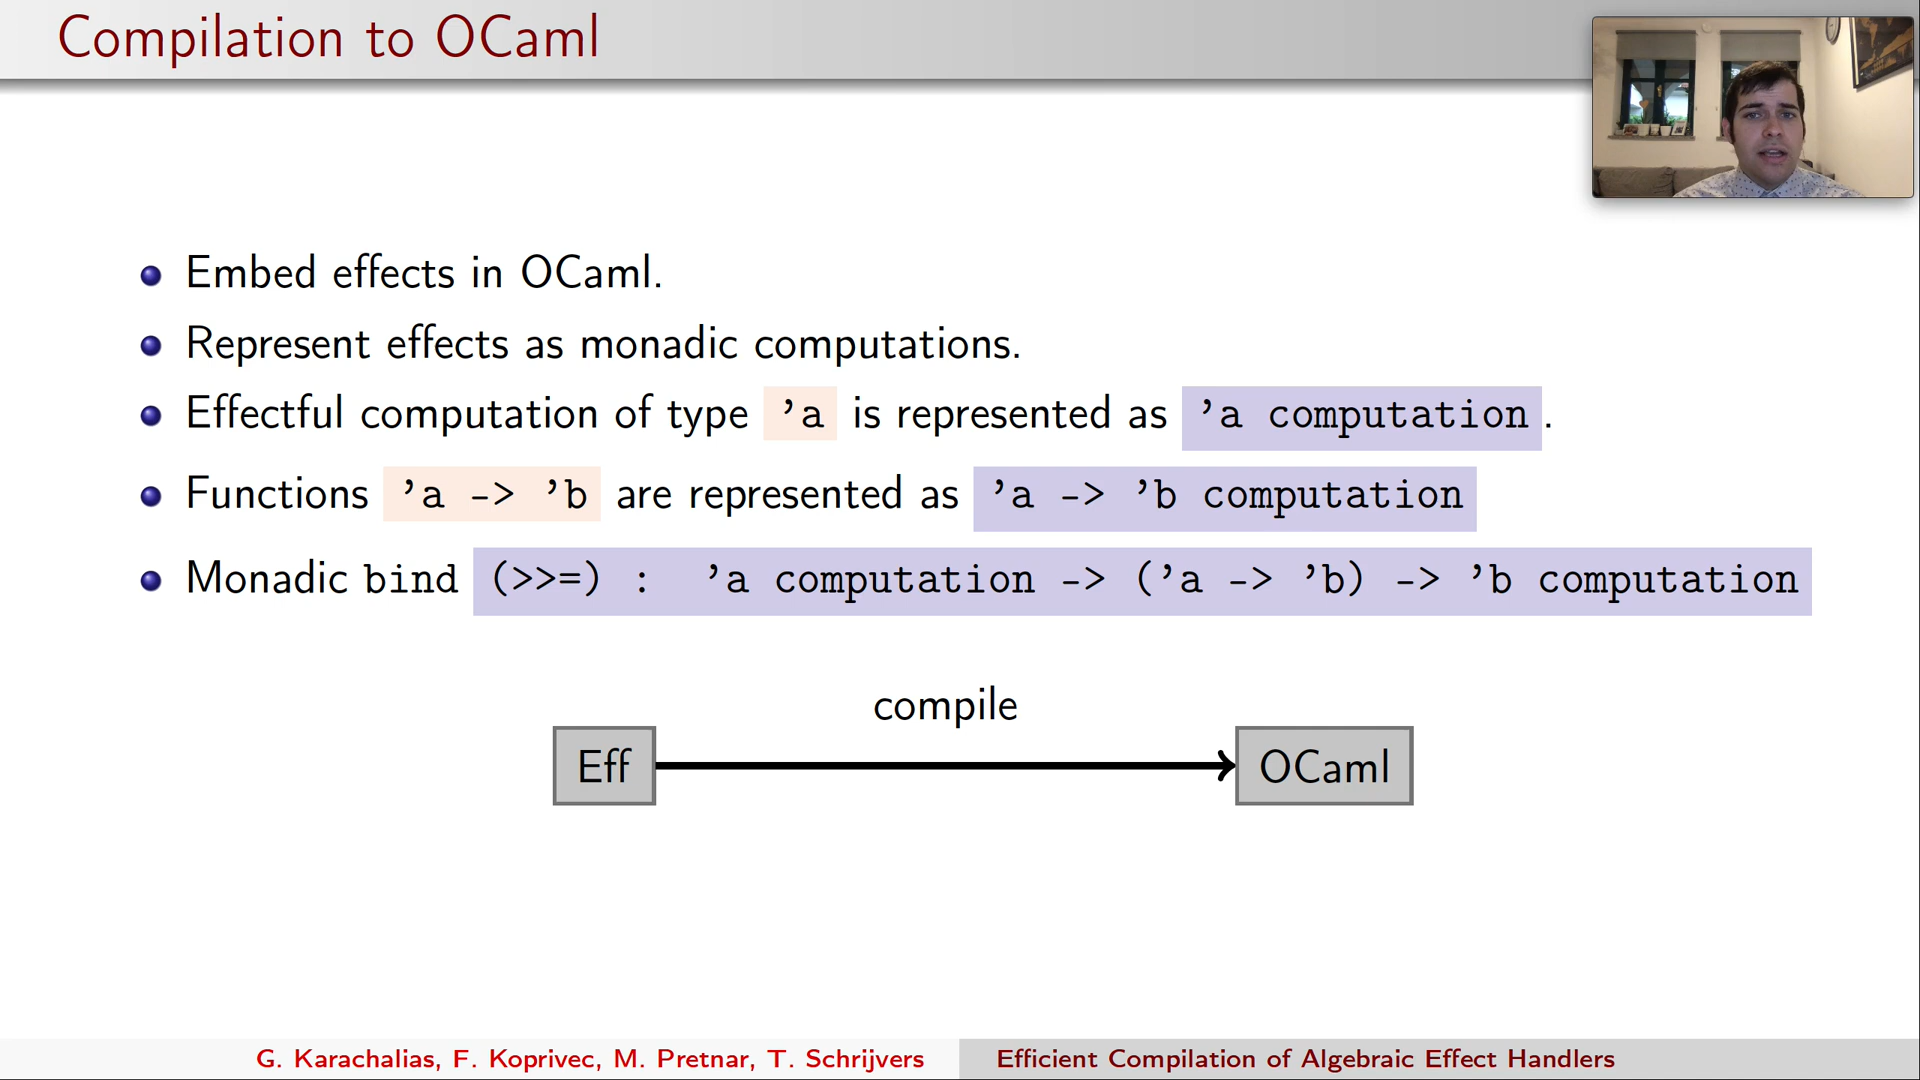 Compilation to OCaml
Embed effects in OCaml.
Represent effects as monadic computations.
Effectful computation of type 'a is represented as 'a computation.
Functions 'a -> 'b are represented as 'a -> 'b computation
Monadic bind (>>=) : 'a computation -> ('a -> 'b) -> 'b computation
compile
Eff
OCaml
G. Karachalias, F. Koprivec, M. Pretnar, T. Schrijvers
Efficient Compilation of Algebraic Effect Handlers